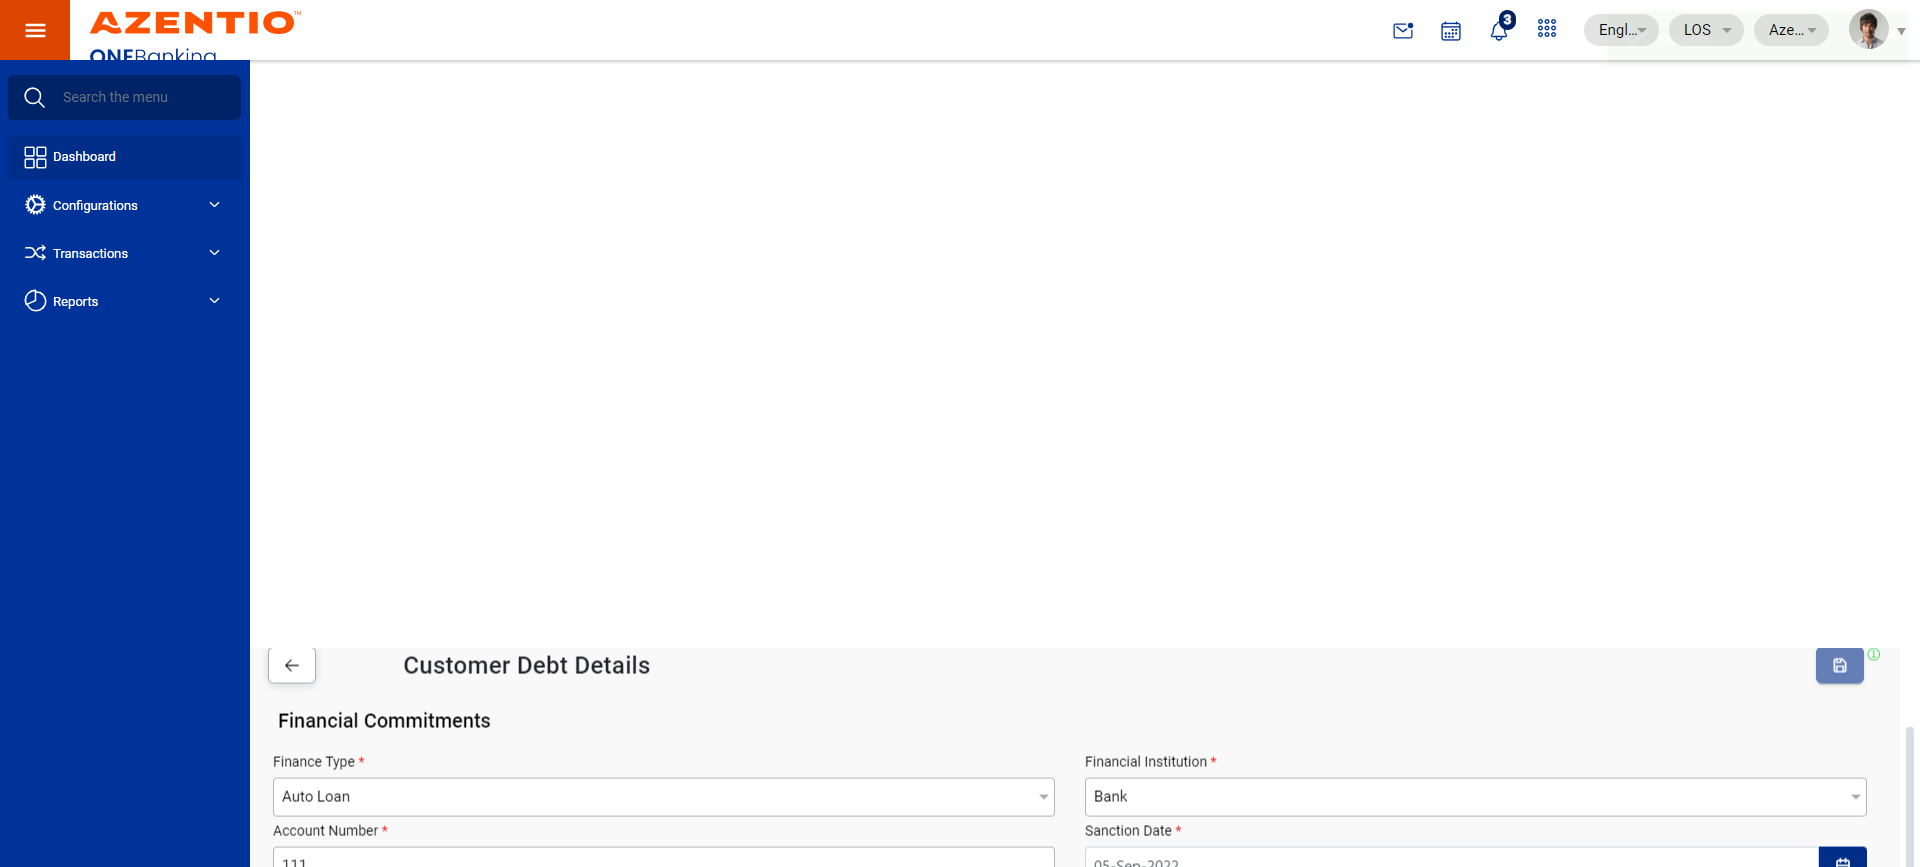 AZENTIO™
ONEBanking
3
Engl...
LOS
Aze...
Search the menu
Dashboard
Configurations
Transactions
Reports
Customer Debt Details
Financial Commitments
Finance Type *
Financial Institution *
Auto Loan
Bank
Account Number *
Sanction Date *
111
05-Sep-2022